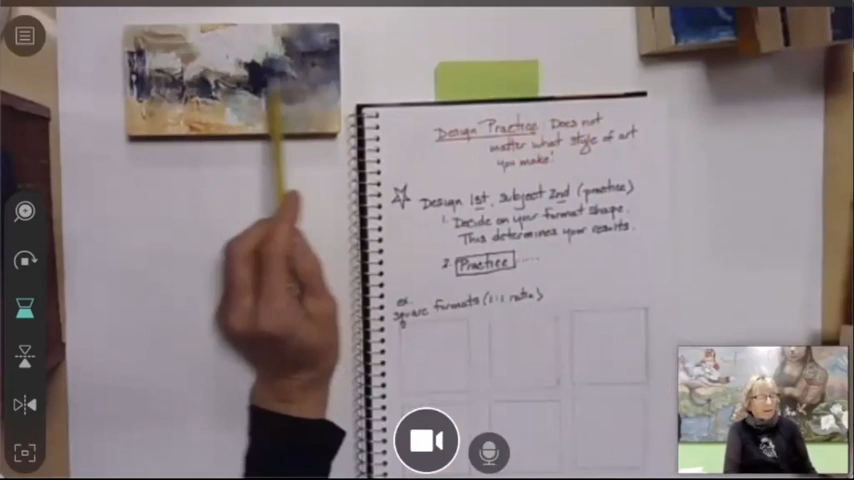 Design Practice: Does not
matter what style of art
you make!
Design 1st, subject 2nd (practice)
1. Decide on your format shape.
This determines your results.
2. Practice .....
ex.
square formats (1:1 ratio)